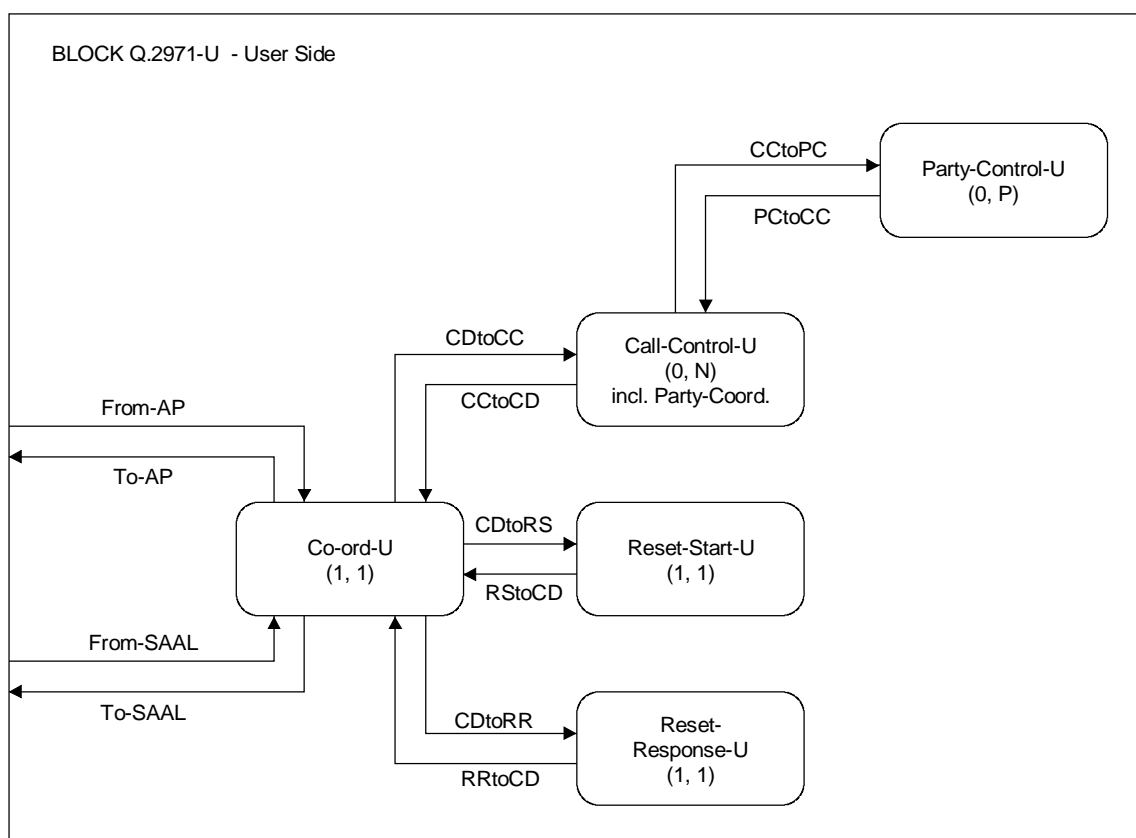 BLOCK Q.2971-U - User Side
CCtoPC
Party-Control-U
(0, P)
PCtoCC
CDtoCC
Call-Control-U
(0, N)
incl. Party-Coord.
CCtoCD
From-AP
To-AP
CDtoRS
Co-ord-U
(1, 1)
Reset-Start-U
(1, 1)
RStoCD
From-SAAL
To-SAAL
CDtoRR
Reset-
Response-U
(1, 1)
RRtoCD